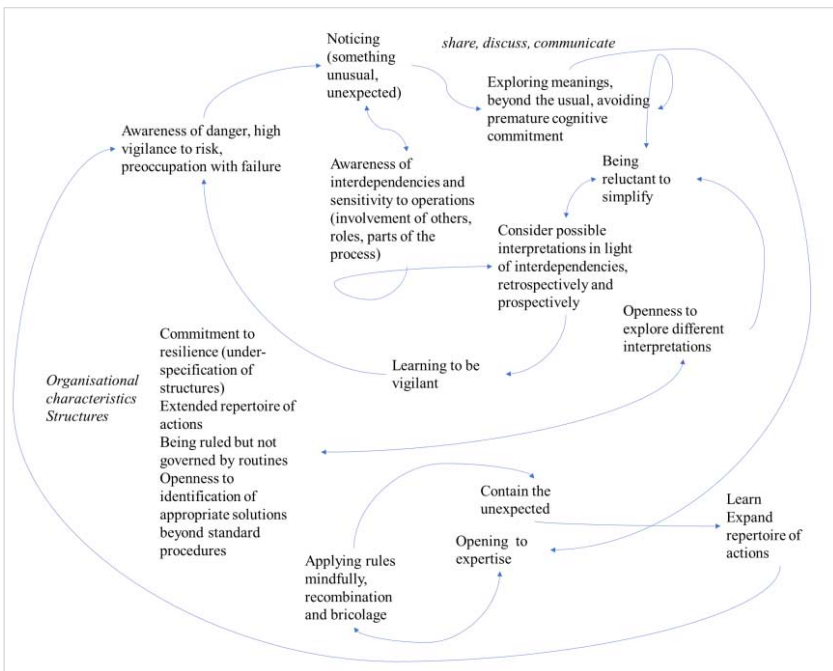 Noticing
(something
unusual,
unexpected)
share, discuss, communicate
Exploring meanings,
beyond the usual, avoiding
premature cognitive
commitment
Awareness of danger, high
vigilance to risk,
preoccupation with failure
Awareness of
interdependencies and
sensitivity to operations
(involvement of others,
roles, parts of the
process)
Being
reluctant to
simplify
Consider possible
interpretations in light
of interdependencies,
retrospectively and
prospectively
Openness to
explore different
interpretations
Learning to be
vigilant
Organisational
characteristics
Structures
Commitment to
resilience (under-
specification of
structures)
Extended repertoire of
actions
Being ruled but not
governed by routines
Openness to
identification of
appropriate solutions
beyond standard
procedures
Contain the
unexpected
Opening to
expertise
Learn
Expand
repertoire of
actions
Applying rules
mindfully,
recombination
and bricolage